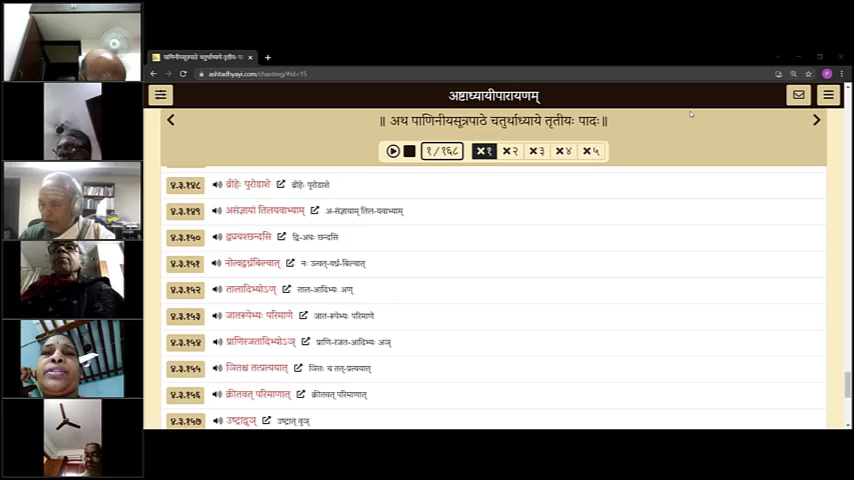 पाणिनीयसूत्रपाठे चतुर्थाध्याये तृतीयः पा
ashtadhyayi.com/chanting/#id=15
अष्टाध्यायीपारायणम्
॥ अथ पाणिनीयसूत्रपाठे चतुर्थाध्याये तृतीयः पादः॥
१/१६८ ×१ ×२ ×३ ×४ ×५
४.३.१४८ व्रीहेः पुरोडाशे व्रीहेः पुरोडाशे
४.३.१४९ असंज्ञायां तिलयवाभ्याम् अ-संज्ञायाम् तिल-यवाभ्याम्
४.३.१५० द्व्यचश्छन्दसि द्वि-अचः छन्दसि
४.३.१५१ नोत्वद्वर्ध्रबिल्वात् नः उत्वत्-वर्ध्र-बिल्वात्
४.३.१५२ तालादिभ्योऽण् ताल-आदिभ्यः अण्
४.३.१५३ जातरूपेभ्यः परिमाणे जात-रूपेभ्यः परिमाणे
४.३.१५४ प्राणिरजतादिभ्योऽञ् प्राणि-रजत-आदिभ्यः अञ्
४.३.१५५ ञितश्च तत्प्रत्ययात् ञितः च तत्-प्रत्ययात्
४.३.१५६ क्रीतवत् परिमाणात् क्रीतवत् परिमाणात्
४.३.१५७ उष्ट्राद्वुञ् उष्ट्रात् वुञ्